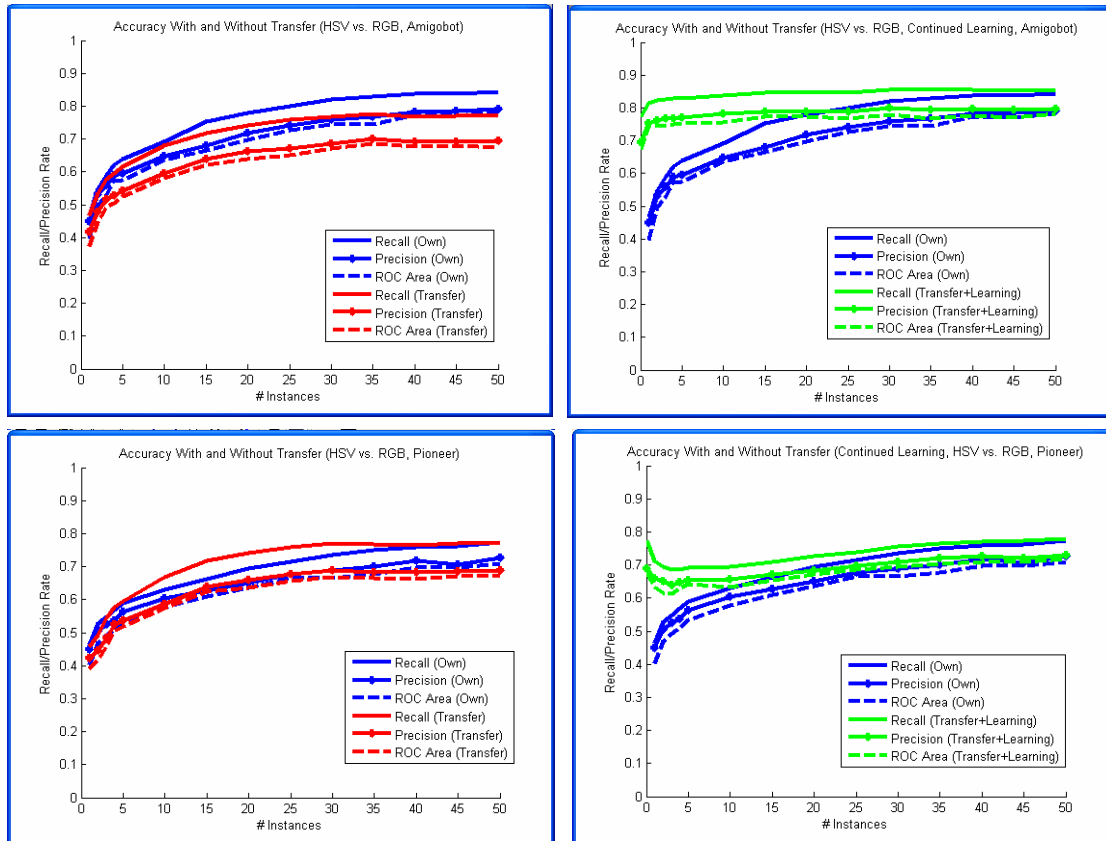 Accuracy With and Without Transfer (HSV vs. RGB, Amigobot)
1
0.9
0.8
0.7
0.6
0.5
0.4
0.3
0.2
0.1
0
Recall/Precision Rate
Recall (Own)
Precision (Own)
ROC Area (Own)
Recall (Transfer)
Precision (Transfer)
ROC Area (Transfer)
0 5 10 15 20 25 30 35 40 45 50
# Instances
Accuracy With and Without Transfer (HSV vs. RGB, Continued Learning, Amigobot)
1
0.9
0.8
0.7
0.6
0.5
0.4
0.3
0.2
0.1
0
Recall/Precision Rate
Recall (Own)
Precision (Own)
ROC Area (Own)
Recall (Transfer+Learning)
Precision (Transfer+Learning)
ROC Area (Transfer+Learning)
0 5 10 15 20 25 30 35 40 45 50
# Instances
Accuracy With and Without Transfer (HSV vs. RGB, Pioneer)
1
0.9
0.8
0.7
0.6
0.5
0.4
0.3
0.2
0.1
0
Recall/Precision Rate
Recall (Own)
Precision (Own)
ROC Area (Own)
Recall (Transfer)
Precision (Transfer)
ROC Area (Transfer)
0 5 10 15 20 25 30 35 40 45 50
# Instances
Accuracy With and Without Transfer (Continued Learning, HSV vs. RGB, Pioneer)
1
0.9
0.8
0.7
0.6
0.5
0.4
0.3
0.2
0.1
0
Recall/Precision Rate
Recall (Own)
Precision (Own)
ROC Area (Own)
Recall (Transfer+Learning)
Precision (Transfer+Learning)
ROC Area (Transfer+Learning)
0 5 10 15 20 25 30 35 40 45 50
# Instances